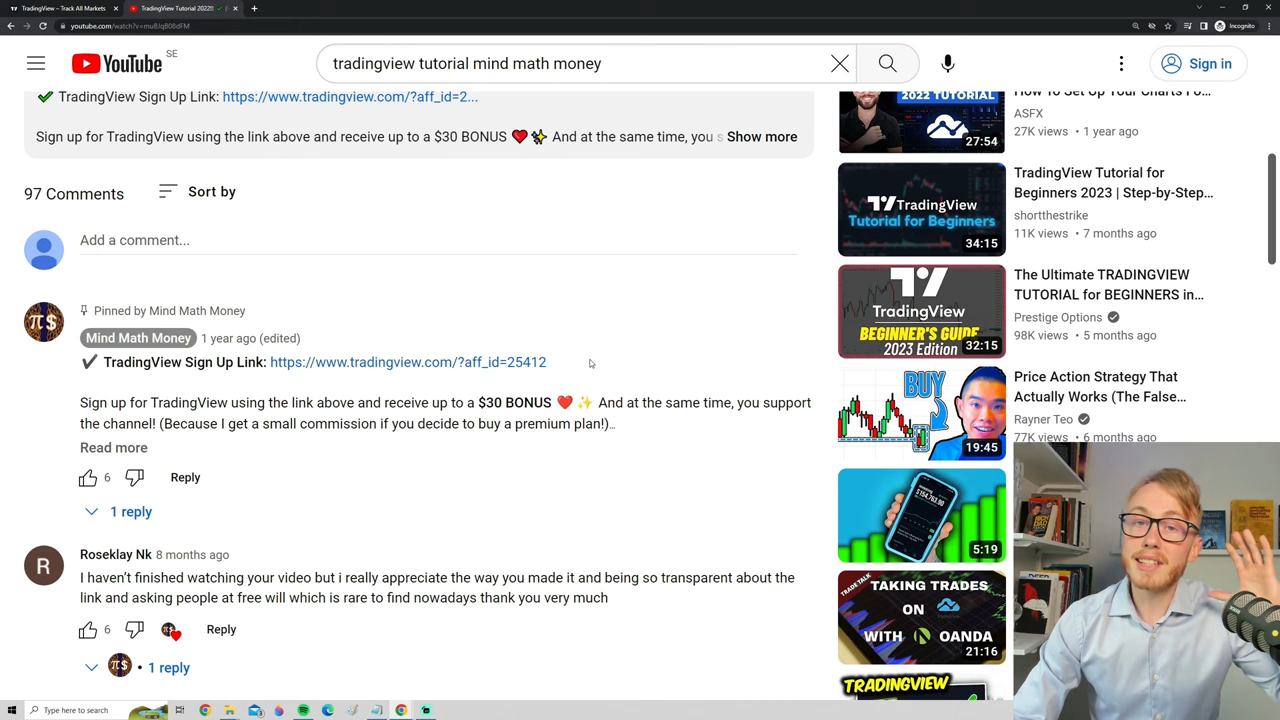 TradingView – Track All Markets
TradingView Tutorial 2022!!
Incognito
YouTube SE
tradingview tutorial mind math money
Sign in
TradingView Sign Up Link: https://www.tradingview.com/?aff_id=2...
Sign up for TradingView using the link above and receive up to a $30 BONUS ❤️✨ And at the same time, you s Show more
97 Comments
Sort by
Add a comment...
Pinned by Mind Math Money
Mind Math Money 1 year ago (edited)
✔ TradingView Sign Up Link: https://www.tradingview.com/?aff_id=25412
Sign up for TradingView using the link above and receive up to a $30 BONUS ❤️✨ And at the same time, you support
the channel! (Because I get a small commission if you decide to buy a premium plan!)..
Read more
6 Reply
1 reply
R
Roseklay Nk 8 months ago
I haven’t finished watching your video but i really appreciate the way you made it and being so transparent about the
link and asking people at free will which is rare to find nowadays thank you very much
6 Reply
π$ • 1 reply
2022 TUTORIAL
27:54
How To Set Up Your Charts Fo...
ASFX
27K views • 1 year ago
TradingView
Tutorial for Beginners
34:15
TradingView Tutorial for
Beginners 2023 | Step-by-Step...
shortthestrike
11K views • 7 months ago
TradingView
BEGINNER'S GUIDE
2023 Edition
32:15
The Ultimate TRADINGVIEW
TUTORIAL for BEGINNERS in...
Prestige Options
98K views • 5 months ago
BUY
19:45
Price Action Strategy That
Actually Works (The False...
Rayner Teo
77K views • 6 months ago
5:19
TRADE TALK
TAKING TRADES
ON
WITH OANDA
21:16
TRADINGVIEW
RICH DAD
Type here to search